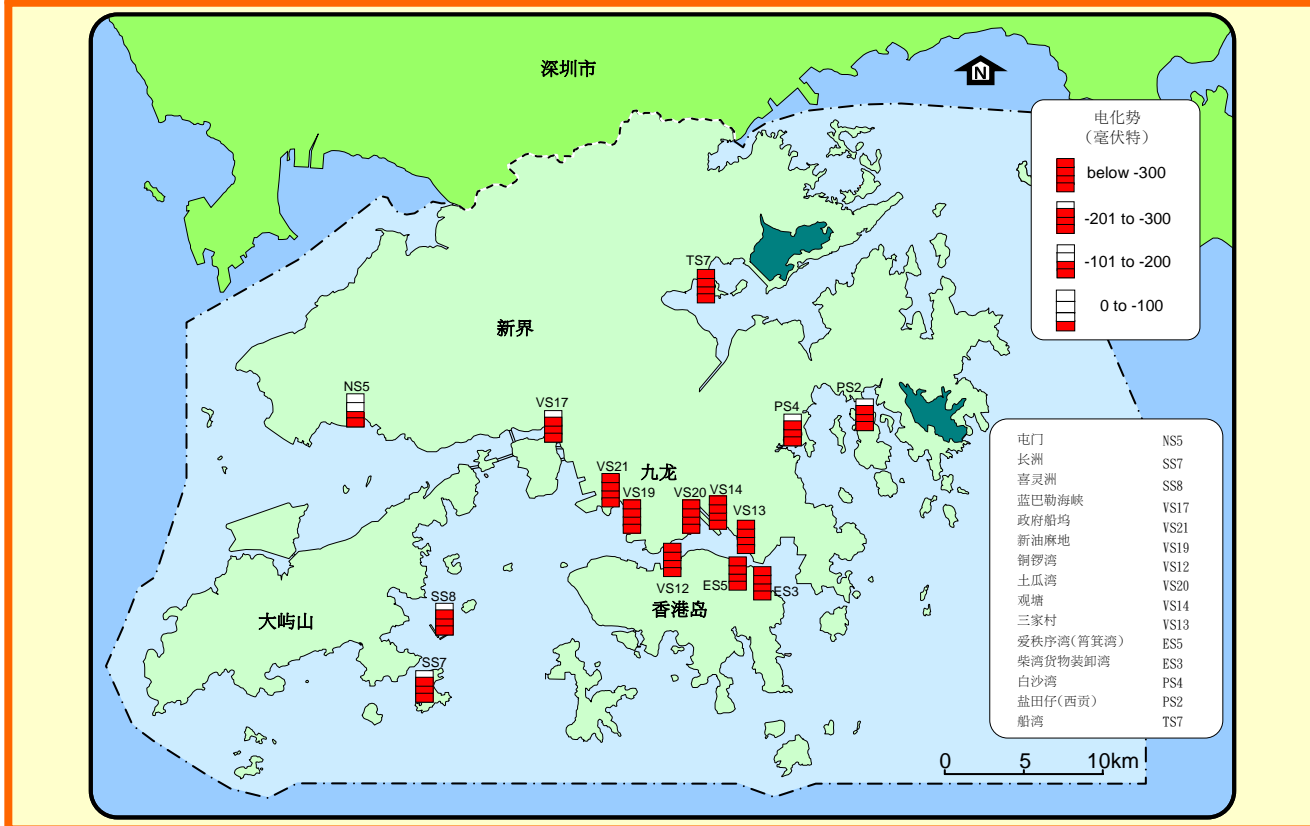 深圳市
N
电化势
（毫伏特）
below -300
-201 to -300
-101 to -200
0 to -100
TS7
新界
NS5
VS17
PS4
PS2
九龙
VS21
VS19
VS20
VS14
VS13
VS12
ES5
ES3
香港岛
大屿山
SS8
SS7
屯门 NS5
长洲 SS7
喜灵洲 SS8
蓝巴勒海峡 VS17
政府船坞 VS21
新油麻地 VS19
铜锣湾 VS12
土瓜湾 VS20
观塘 VS14
三家村 VS13
爱秩序湾(筲箕湾) ES5
柴湾货物装卸湾 ES3
白沙湾 PS4
盐田仔(西贡) PS2
船湾 TS7
0 5 10km